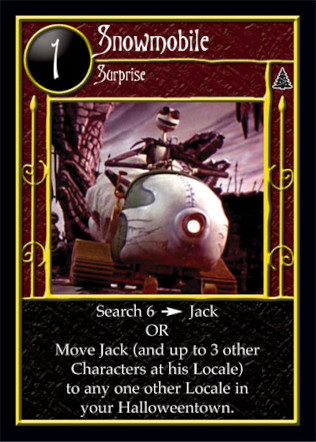 1
Snowmobile
Surprise
Search 6 → Jack
OR
Move Jack (and up to 3 other
Characters at his Locale)
to any one other Locale in
your Halloweentown.